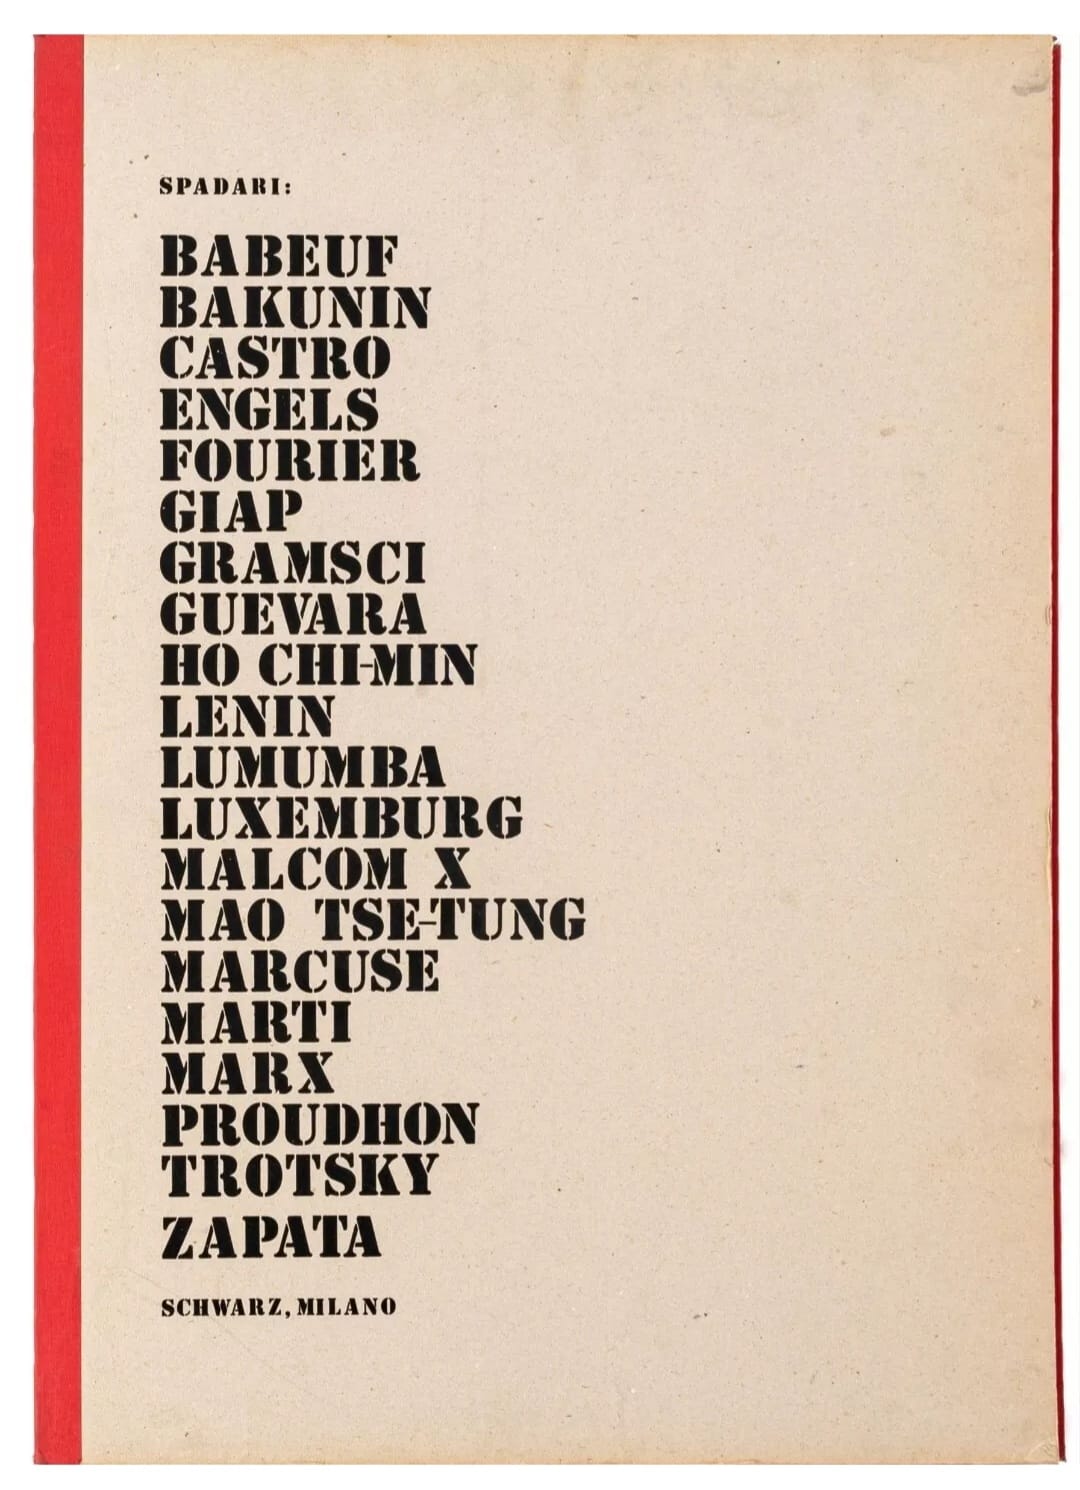 SPADARI:
BABEUF
BAKUNIN
CASTRO
ENGELS
FOURIER
GIAP
GRAMSCI
GUEVARA
HO CHI-MIN
LENIN
LUMUMBA
LUXEMBURG
MALCOM X
MAO TSE-TUNG
MARCUSE
MARTI
MARX
PROUDHON
TROTSKY
ZAPATA
SCHWARZ, MILANO